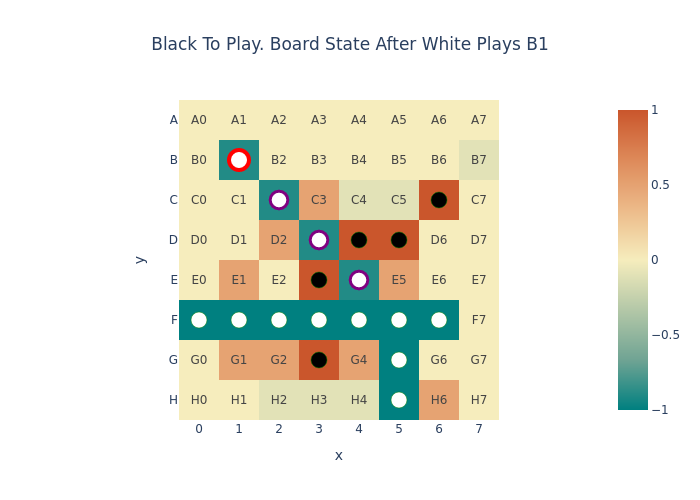 Black To Play. Board State After White Plays B1
A A0 A1 A2 A3 A4 A5 A6 A7
B B0 B2 B3 B4 B5 B6 B7
C C0 C1 C3 C4 C5 C7
D D0 D1 D2 D6 D7
E E0 E1 E2 E5 E6 E7
F F7
G G0 G1 G2 G4 G6 G7
H H0 H1 H2 H3 H4 H6 H7
0 1 2 3 4 5 6 7
x
y
1
0.5
0
−0.5
−1